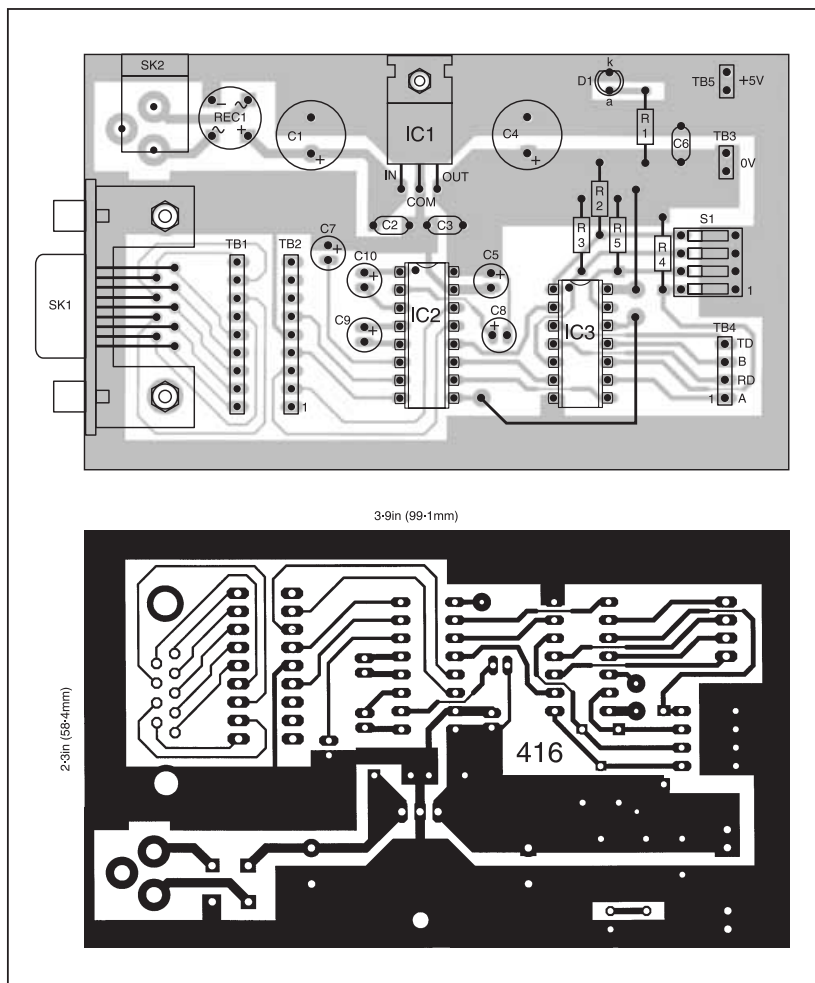 SK2
REC1
C1
IC1
C4
k
D1
a
R1
C6
TB5
+5V
TB3
0V
IN
OUT
COM
C7
C2
C3
R2
R3
R5
R4
S1
1
SK1
TB1
TB2
C10
C9
IC2
C5
C8
IC3
TB4
TD
B
RD
1
A
1
3·9in (99·1mm)
2·3in (58·4mm)
416